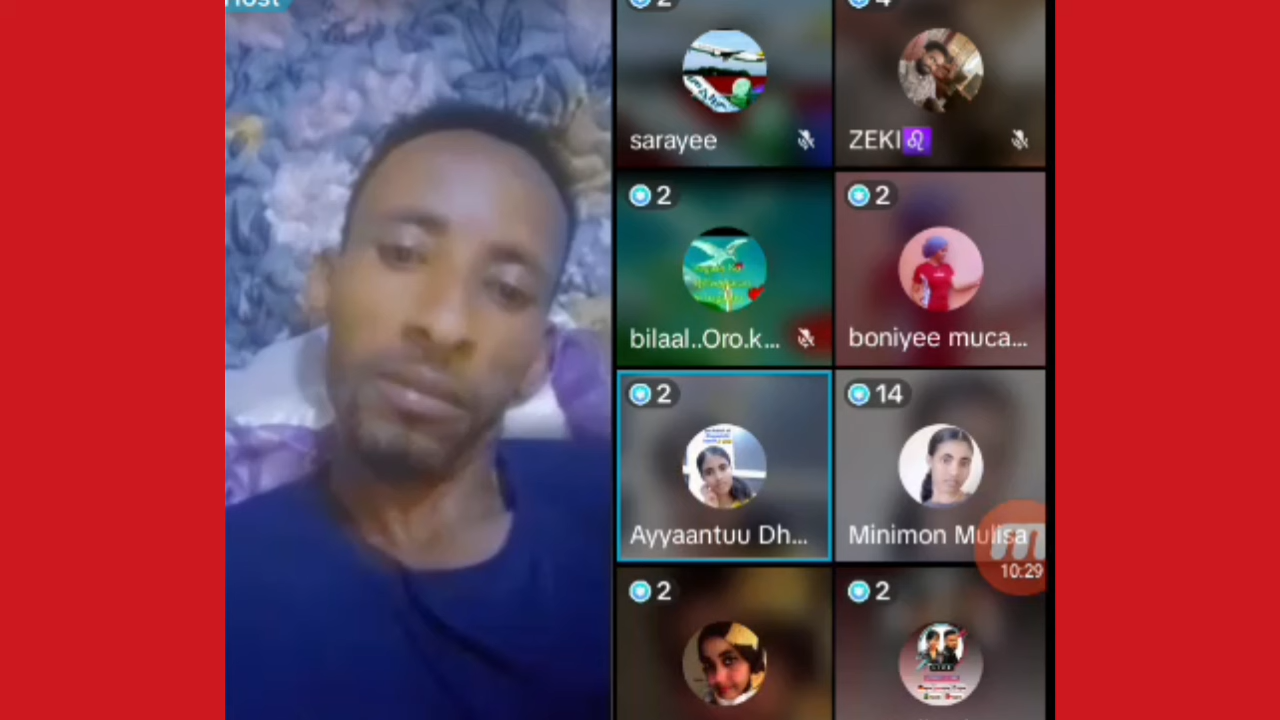 Host
2
4
sarayee
ZEKI♌
2
2
bilaal..Oro.k...
boniyee muca...
2
14
Ayyaantuu Dh...
Minimon Mulisa
10:29
2
2